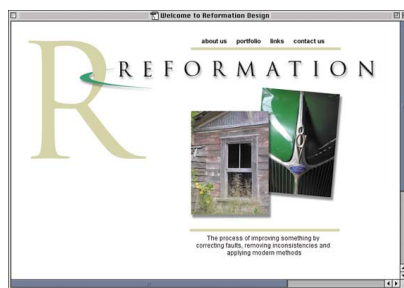 Welcome to Reformation Design
about us portfolio links contact us
R
REFORMATION
The process of improving something by
correcting faults, removing inconsistencies and
applying modern methods